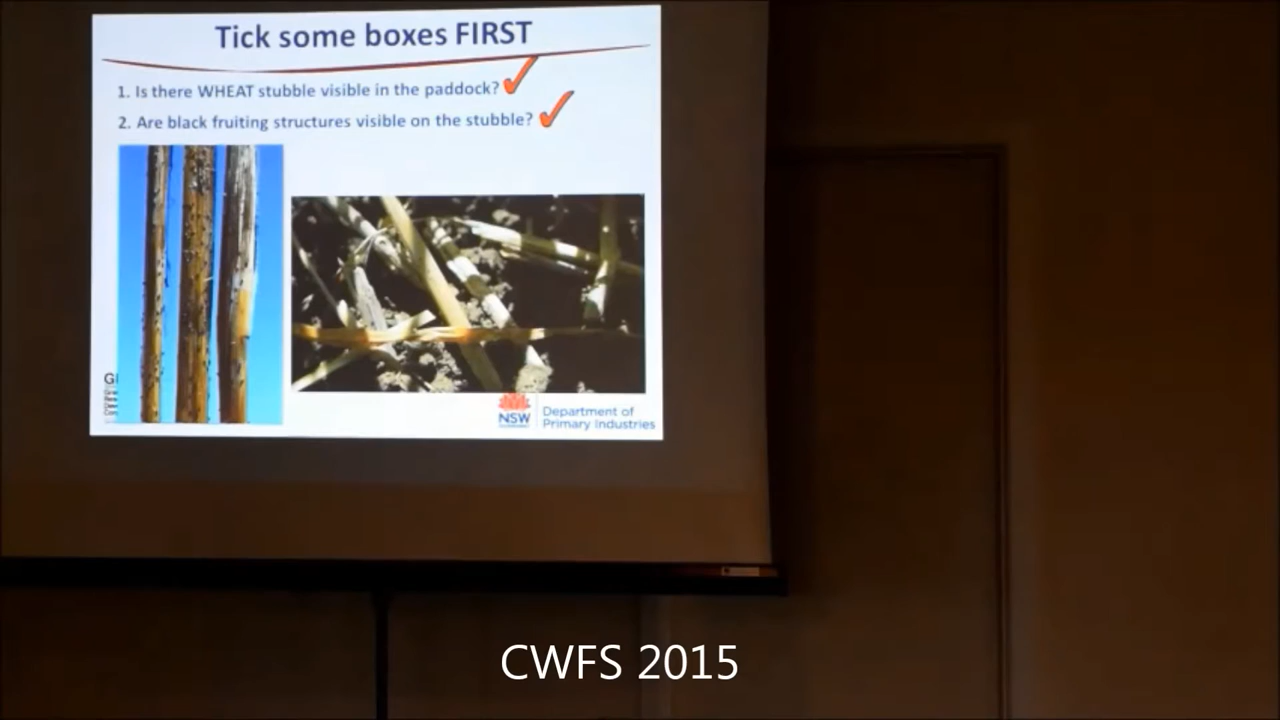 Tick some boxes FIRST
1. Is there WHEAT stubble visible in the paddock?
2. Are black fruiting structures visible on the stubble?
NSW
Department of
Primary Industries
CWFS 2015